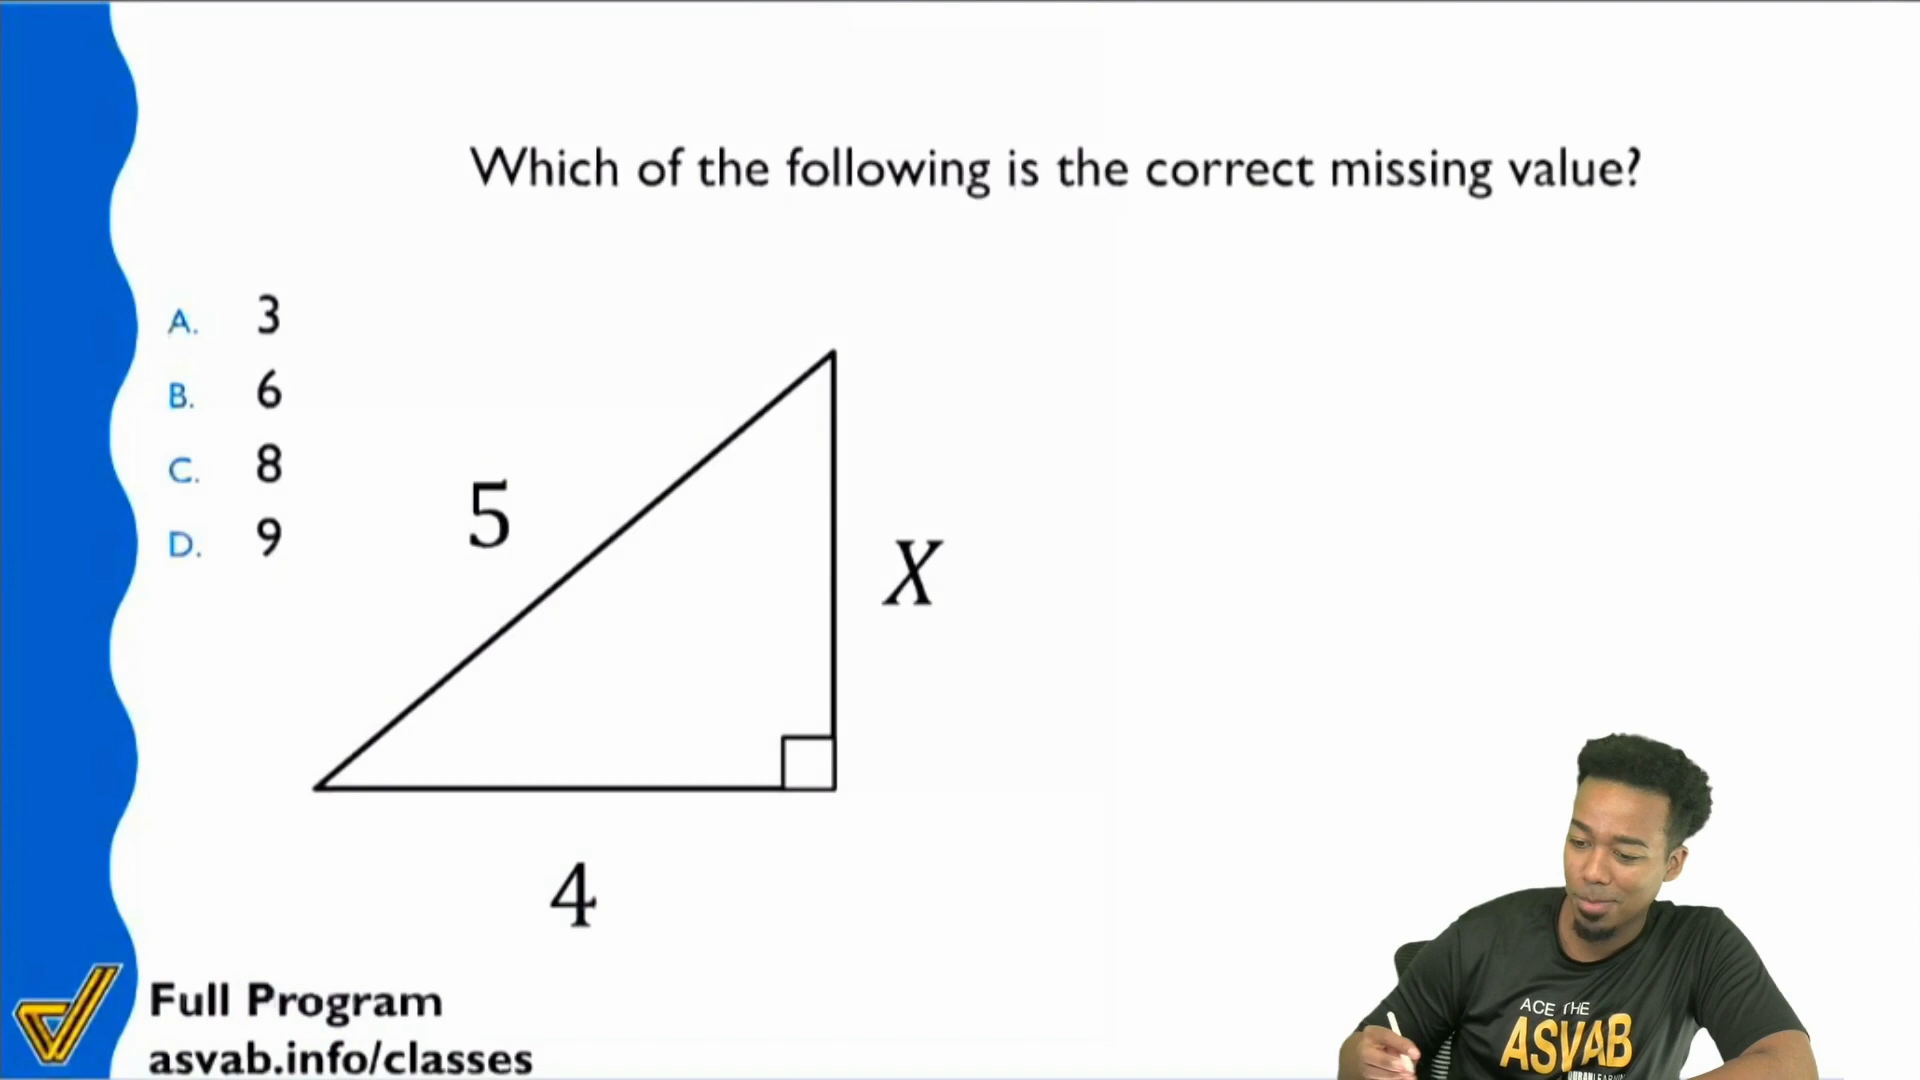 Which of the following is the correct missing value?
A. 3
B. 6
C. 8
D. 9
5
X
4
Full Program
asvab.info/classes
ACE THE
ASVAB